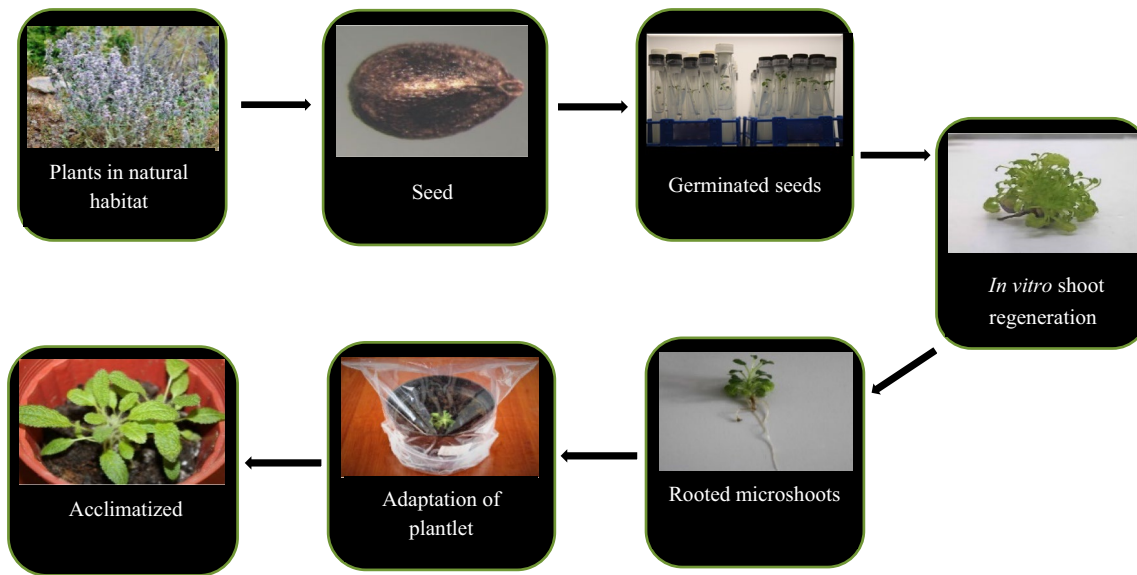 Plants in natural
habitat
Seed
Germinated seeds
In vitro shoot
regeneration
Rooted microshoots
Adaptation of
plantlet
Acclimatized